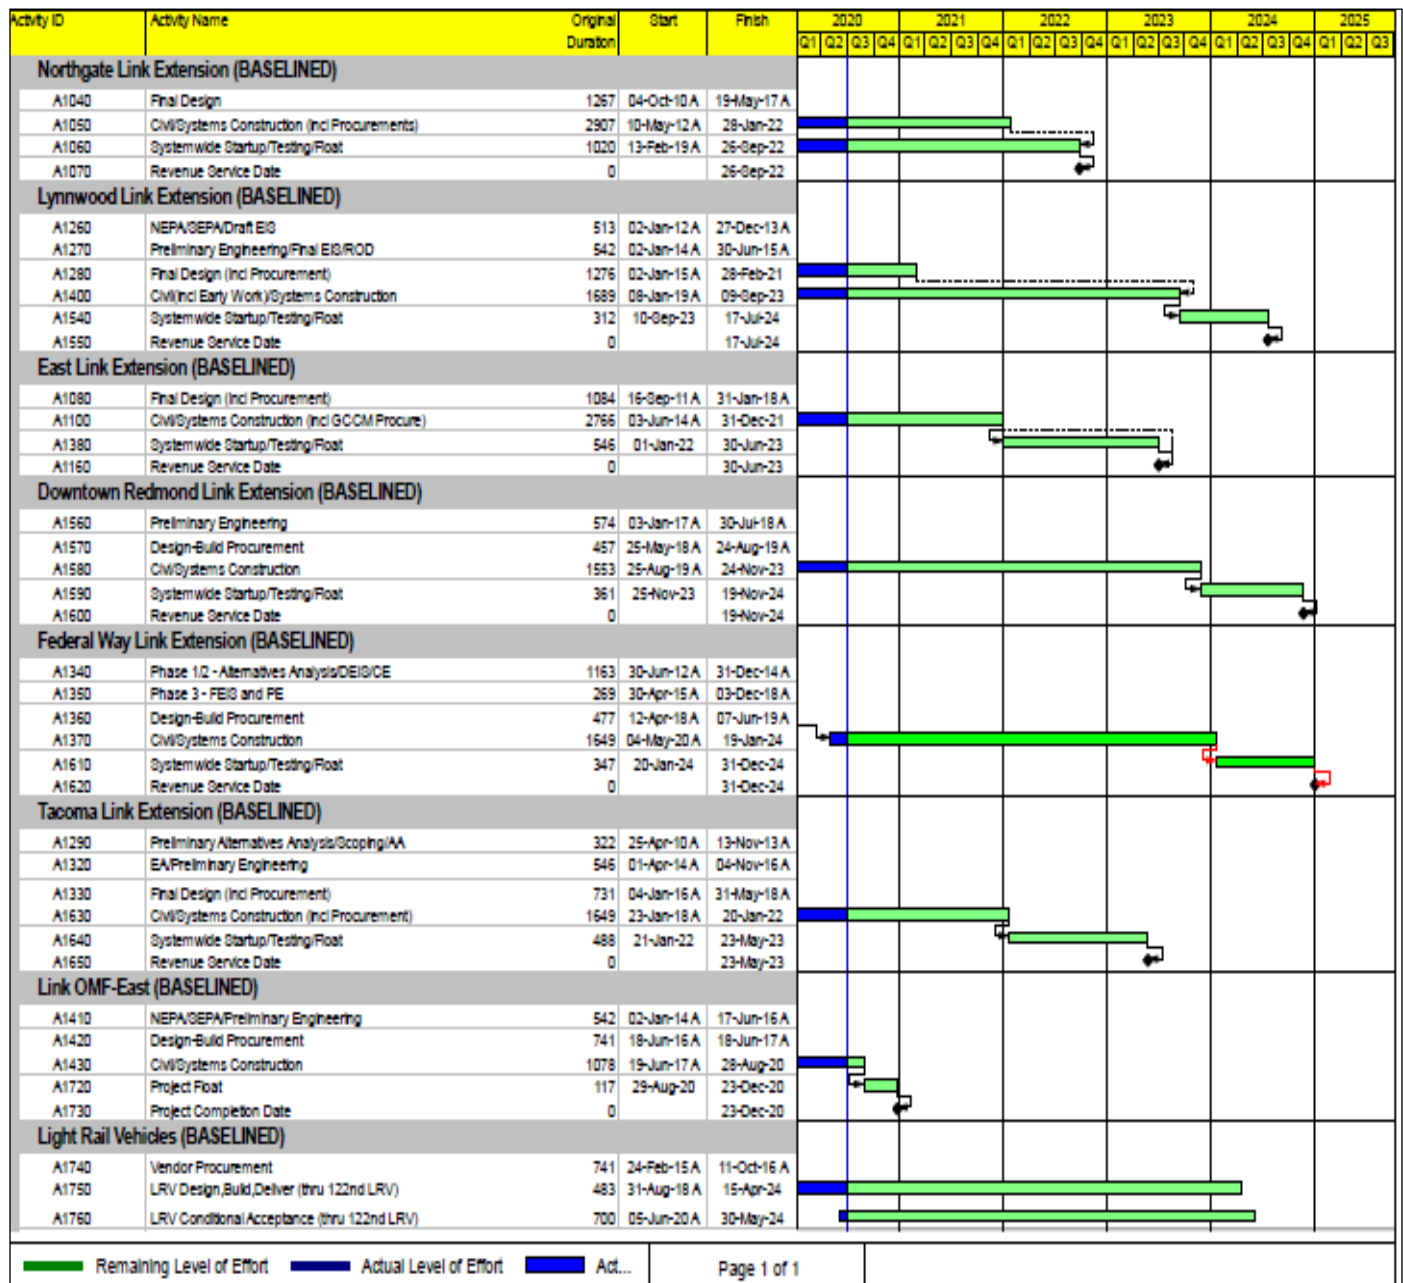 Activity ID Activity Name Original Duration Start Finish 2020 2021 2022 2023 2024 2025
Q1 Q2 Q3 Q4 Q1 Q2 Q3 Q4 Q1 Q2 Q3 Q4 Q1 Q2 Q3 Q4 Q1 Q2 Q3 Q4 Q1 Q2 Q3
Northgate Link Extension (BASELINED)
A1040 Final Design 1267 04-Oct-10 A 19-May-17 A
A1050 Civil/Systems Construction (Incl Procurements) 2907 10-May-12 A 28-Jan-22
A1060 Systemwide Startup/Testing/Float 1020 13-Feb-19 A 26-Sep-22
A1070 Revenue Service Date 0 26-Sep-22
Lynnwood Link Extension (BASELINED)
A1260 NEPA/SEPA/Draft EIS 513 02-Jan-12 A 27-Dec-13 A
A1270 Preliminary Engineering/Final EIS/ROD 542 02-Jan-14 A 30-Jun-15 A
A1280 Final Design (Incl Procurement) 1276 02-Jan-15 A 28-Feb-21
A1400 Civil(Incl Early Work)/Systems Construction 1689 08-Jan-19 A 09-Sep-23
A1540 Systemwide Startup/Testing/Float 312 10-Sep-23 17-Jul-24
A1550 Revenue Service Date 0 17-Jul-24
East Link Extension (BASELINED)
A1080 Final Design (Incl Procurement) 1084 16-Sep-11 A 31-Jan-18 A
A1100 Civil/Systems Construction (Incl GCCM Procure) 2766 03-Jun-14 A 31-Dec-21
A1380 Systemwide Startup/Testing/Float 546 01-Jan-22 30-Jun-23
A1160 Revenue Service Date 0 30-Jun-23
Downtown Redmond Link Extension (BASELINED)
A1560 Preliminary Engineering 574 03-Jan-17 A 30-Jul-18 A
A1570 Design-Build Procurement 457 25-May-18 A 24-Aug-19 A
A1580 Civil/Systems Construction 1553 25-Aug-19 A 24-Nov-23
A1590 Systemwide Startup/Testing/Float 361 25-Nov-23 19-Nov-24
A1600 Revenue Service Date 0 19-Nov-24
Federal Way Link Extension (BASELINED)
A1340 Phase 1/2 - Alternatives Analysis/DEIS/CE 1163 30-Jun-12 A 31-Dec-14 A
A1350 Phase 3 - FEIS and PE 269 30-Apr-15 A 03-Dec-18 A
A1360 Design-Build Procurement 477 12-Apr-18 A 07-Jun-19 A
A1370 Civil/Systems Construction 1649 04-May-20 A 19-Jan-24
A1610 Systemwide Startup/Testing/Float 347 20-Jan-24 31-Dec-24
A1620 Revenue Service Date 0 31-Dec-24
Tacoma Link Extension (BASELINED)
A1290 Preliminary Alternatives Analysis/Scoping/AA 322 25-Apr-10 A 13-Nov-13 A
A1320 EA/Preliminary Engineering 546 01-Apr-14 A 04-Nov-16 A
A1330 Final Design (Incl Procurement) 731 04-Jan-16 A 31-May-18 A
A1630 Civil/Systems Construction (Incl Procurement) 1649 23-Jan-18 A 20-Jan-22
A1640 Systemwide Startup/Testing/Float 488 21-Jan-22 23-May-23
A1650 Revenue Service Date 0 23-May-23
Link OMF-East (BASELINED)
A1410 NEPA/SEPA/Preliminary Engineering 542 02-Jan-14 A 17-Jun-16 A
A1420 Design-Build Procurement 741 18-Jun-16 A 18-Jun-17 A
A1430 Civil/Systems Construction 1078 19-Jun-17 A 28-Aug-20
A1720 Project Float 117 29-Aug-20 23-Dec-20
A1730 Project Completion Date 0 23-Dec-20
Light Rail Vehicles (BASELINED)
A1740 Vendor Procurement 741 24-Feb-15 A 11-Oct-16 A
A1750 LRV Design,Build,Deliver (thru 122nd LRV) 483 31-Aug-18 A 15-Apr-24
A1760 LRV Conditional Acceptance (thru 122nd LRV) 700 05-Jun-20 A 30-May-24
Remaining Level of Effort Actual Level of Effort Act... Page 1 of 1